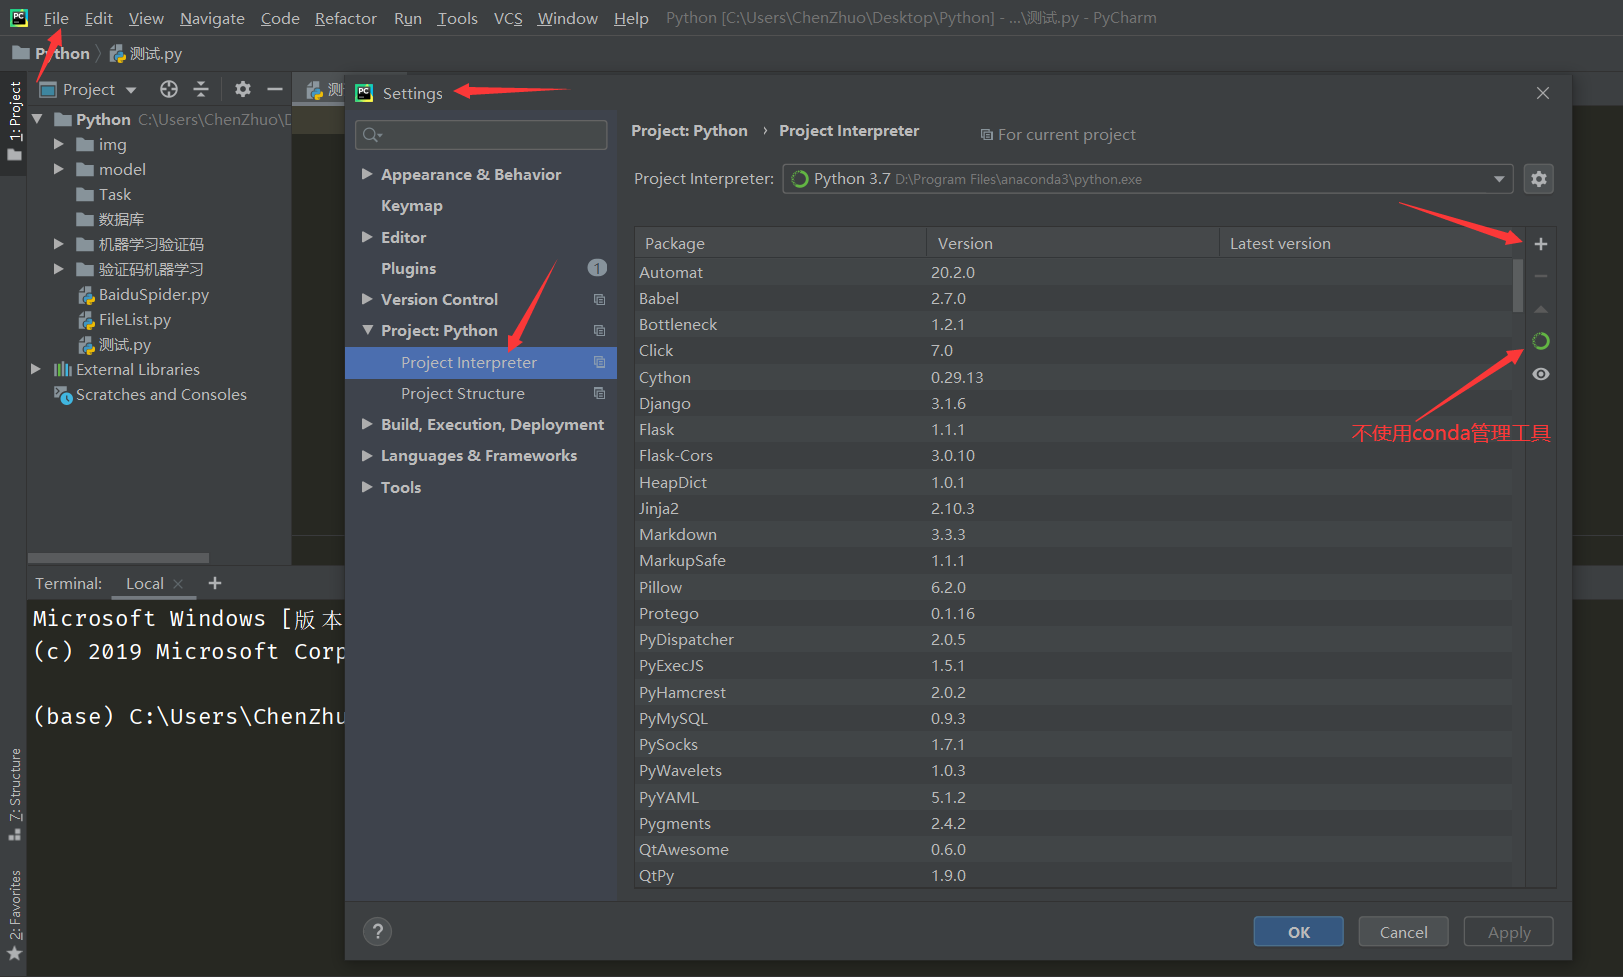 File Edit View Navigate Code Refactor Run Tools VCS Window Help Python [C:\Users\ChenZhuo\Desktop\Python] - ...\测试.py - PyCharm
Python 测试.py
1: Project
Project
测
Python C:\Users\ChenZhuo\D
img
model
Task
数据库
机器学习验证码
验证码机器学习
BaiduSpider.py
FileList.py
测试.py
External Libraries
Scratches and Consoles
Settings
Appearance & Behavior
Keymap
Editor
Plugins 1
Version Control
Project: Python
Project Interpreter
Project Structure
Build, Execution, Deployment
Languages & Frameworks
Tools
Project: Python › Project Interpreter For current project
Project Interpreter: Python 3.7 D:\Program Files\anaconda3\python.exe
Package Version Latest version
Automat 20.2.0
Babel 2.7.0
Bottleneck 1.2.1
Click 7.0
Cython 0.29.13
Django 3.1.6
Flask 1.1.1
Flask-Cors 3.0.10
HeapDict 1.0.1
Jinja2 2.10.3
Markdown 3.3.3
MarkupSafe 1.1.1
Pillow 6.2.0
Protego 0.1.16
PyDispatcher 2.0.5
PyExecJS 1.5.1
PyHamcrest 2.0.2
PyMySQL 0.9.3
PySocks 1.7.1
PyWavelets 1.0.3
PyYAML 5.1.2
Pygments 2.4.2
QtAwesome 0.6.0
QtPy 1.9.0
不使用conda管理工具
? OK Cancel Apply
Terminal: Local × +
Microsoft Windows [版本
(c) 2019 Microsoft Corp
(base) C:\Users\ChenZhu
7: Structure
2: Favorites